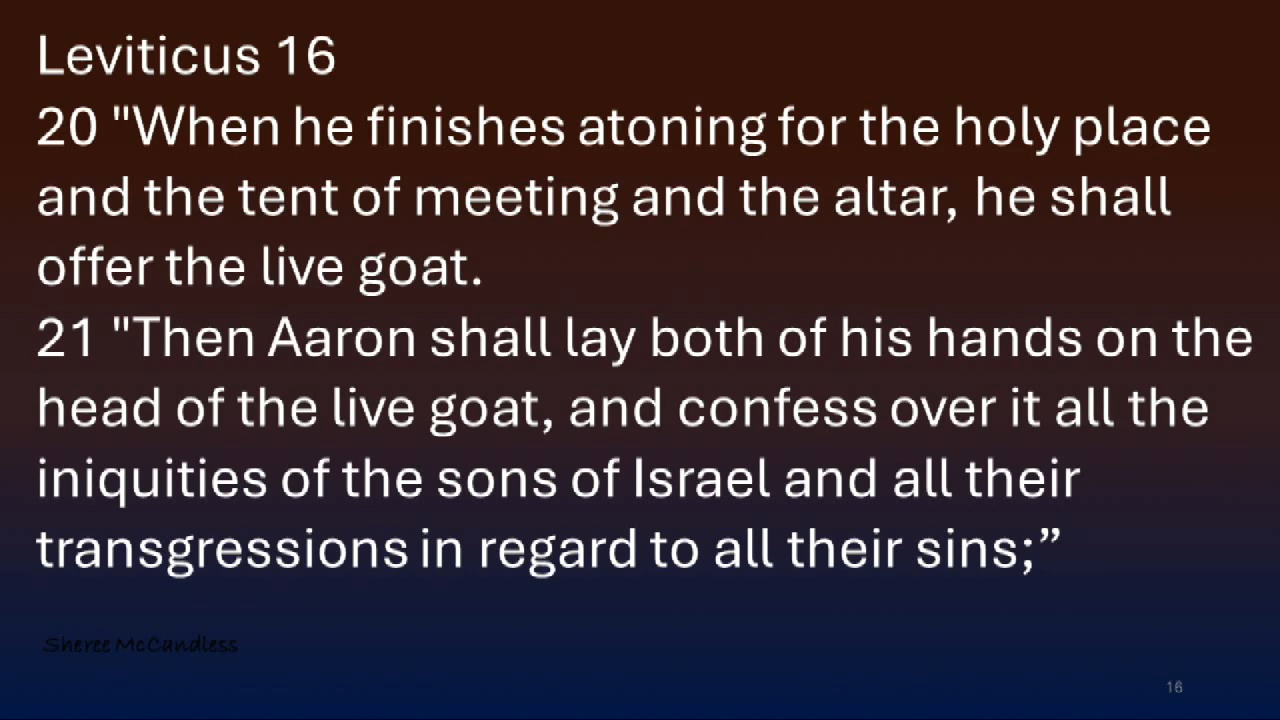 Leviticus 16
20 "When he finishes atoning for the holy place
and the tent of meeting and the altar, he shall
offer the live goat.
21 "Then Aaron shall lay both of his hands on the
head of the live goat, and confess over it all the
iniquities of the sons of Israel and all their
transgressions in regard to all their sins;”
Sheree McCandless
16